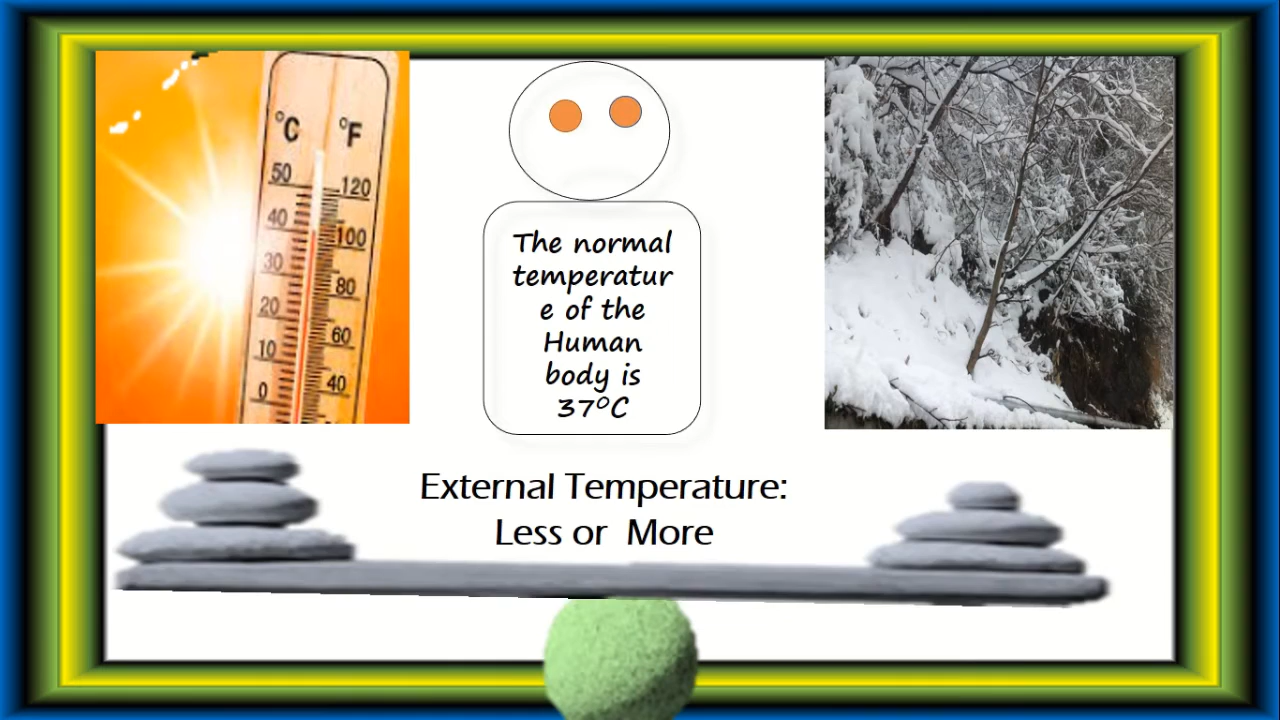 °C °F
50 120
40 100
30 80
20 60
10 40
0
The normal
temperatur
e of the
Human
body is
37°C
External Temperature:
Less or More